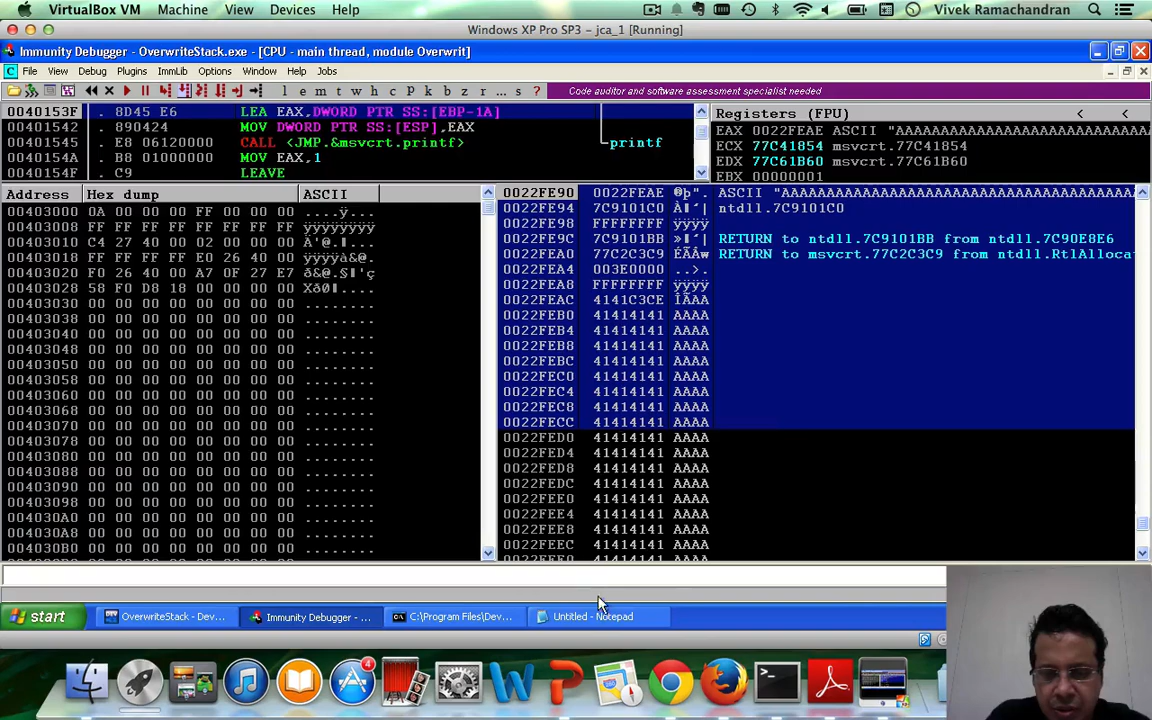 VirtualBox VM Machine View Devices Help Vivek Ramachandran
Windows XP Pro SP3 - jca_1 [Running]
Immunity Debugger - OverwriteStack.exe - [CPU - main thread, module Overwrit]
C File View Debug Plugins ImmLib Options Window Help Jobs
l e m t w h c p k b z r ... s ? Code auditor and software assessment specialist needed
0040153F . 8D45 E6 LEA EAX,DWORD PTR SS:[EBP-1A]
00401542 . 890424 MOV DWORD PTR SS:[ESP],EAX
00401545 . E8 06120000 CALL <JMP.&msvcrt.printf> printf
0040154A . B8 01000000 MOV EAX,1
0040154F . C9 LEAVE
Registers (FPU) < <
EAX 0022FEAE ASCII "AAAAAAAAAAAAAAAAAAAAAAAAAAAAAAA
ECX 77C41854 msvcrt.77C41854
EDX 77C61B60 msvcrt.77C61B60
EBX 00000001
Address Hex dump ASCII
00403000 0A 00 00 00 FF 00 00 00 ....ÿ...
00403008 FF FF FF FF FF FF FF FF ÿÿÿÿÿÿÿÿ
00403010 C4 27 40 00 02 00 00 00
00403018 FF FF FF FF E0 26 40 00 ÿÿÿÿà&@.
00403020 F0 26 40 00 A7 0F 27 E7
00403028 58 F0 D8 18 00 00 00 00
00403030 00 00 00 00 00 00 00 00 ........
00403038 00 00 00 00 00 00 00 00 ........
00403040 00 00 00 00 00 00 00 00 ........
00403048 00 00 00 00 00 00 00 00 ........
00403050 00 00 00 00 00 00 00 00 ........
00403058 00 00 00 00 00 00 00 00 ........
00403060 00 00 00 00 00 00 00 00 ........
00403068 00 00 00 00 00 00 00 00 ........
00403070 00 00 00 00 00 00 00 00 ........
00403078 00 00 00 00 00 00 00 00 ........
00403080 00 00 00 00 00 00 00 00 ........
00403088 00 00 00 00 00 00 00 00 ........
00403090 00 00 00 00 00 00 00 00 ........
00403098 00 00 00 00 00 00 00 00 ........
004030A0 00 00 00 00 00 00 00 00 ........
004030A8 00 00 00 00 00 00 00 00 ........
004030B0 00 00 00 00 00 00 00 00 ........
0022FE90 0022FEAE ®þ". ASCII "AAAAAAAAAAAAAAAAAAAAAAAAAAAAAAAAAAAAAAA
0022FE94 7C9101C0 ntdll.7C9101C0
0022FE98 FFFFFFFF ÿÿÿÿ
0022FE9C 7C9101BB RETURN to ntdll.7C9101BB from ntdll.7C90E8E6
0022FEA0 77C2C3C9 ÉÃÂw RETURN to msvcrt.77C2C3C9 from ntdll.RtlAlloca
0022FEA4 003E0000 ..>.
0022FEA8 FFFFFFFF ÿÿÿÿ
0022FEAC 4141C3CE ÎÃAA
0022FEB0 41414141 AAAA
0022FEB4 41414141 AAAA
0022FEB8 41414141 AAAA
0022FEBC 41414141 AAAA
0022FEC0 41414141 AAAA
0022FEC4 41414141 AAAA
0022FEC8 41414141 AAAA
0022FECC 41414141 AAAA
0022FED0 41414141 AAAA
0022FED4 41414141 AAAA
0022FED8 41414141 AAAA
0022FEDC 41414141 AAAA
0022FEE0 41414141 AAAA
0022FEE4 41414141 AAAA
0022FEE8 41414141 AAAA
0022FEEC 41414141 AAAA
start OverwriteStack - Dev... Immunity Debugger - ... C:\Program Files\Dev... Untitled - Notepad
4